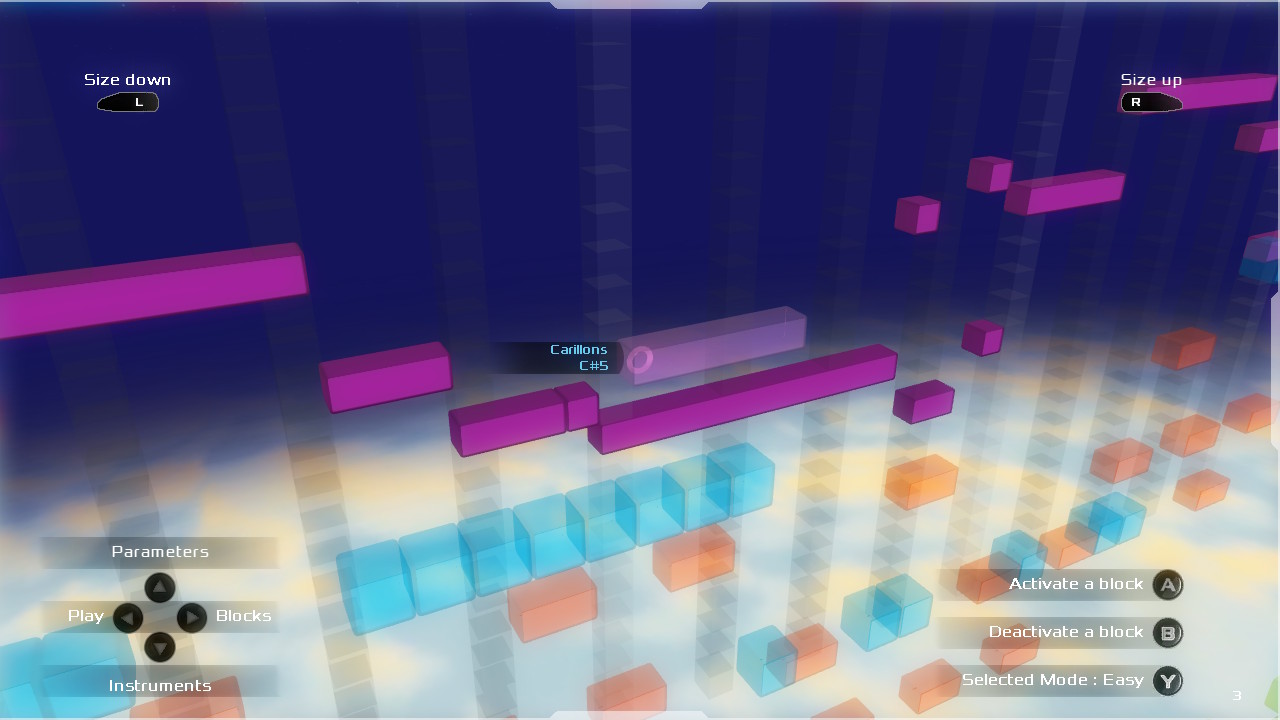 Size down
L
Size up
R
Carillons
C#5
Parameters
Play
Blocks
Instruments
Activate a block
A
Deactivate a block
B
Selected Mode : Easy
Y
3